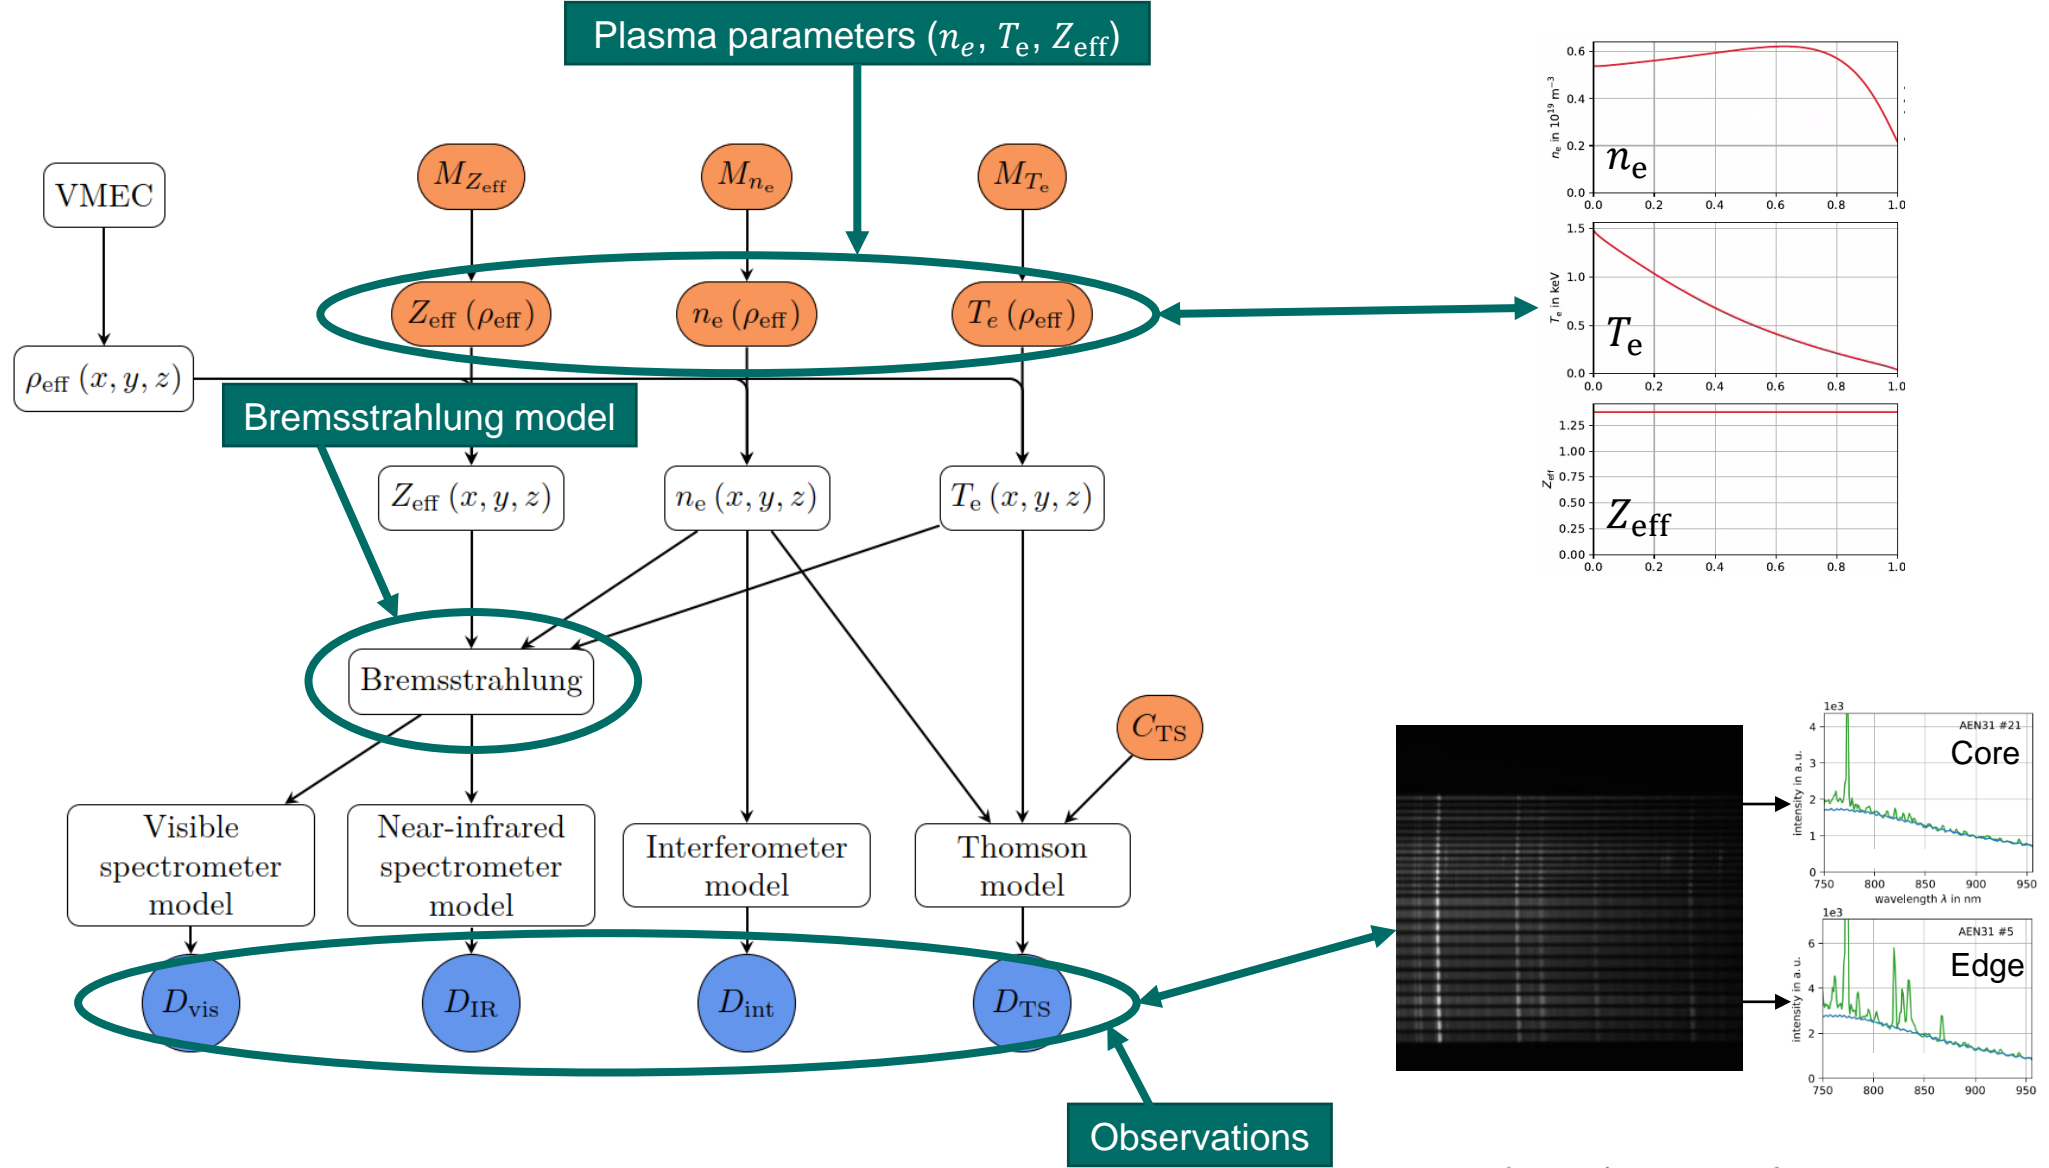 Plasma parameters (nₑ, Tₑ, Z_eff)
VMEC
M_{Z_eff}
M_{n_e}
M_{T_e}
Z_eff (ρ_eff)
n_e (ρ_eff)
T_e (ρ_eff)
ρ_eff (x, y, z)
Bremsstrahlung model
Z_eff (x, y, z)
n_e (x, y, z)
T_e (x, y, z)
Bremsstrahlung
C_TS
Visible
spectrometer
model
Near-infrared
spectrometer
model
Interferometer
model
Thomson
model
D_vis
D_IR
D_int
D_TS
Observations
n_e in 10¹⁹ m⁻³
0.6
0.4
0.2
0.0
n_e
0.0 0.2 0.4 0.6 0.8 1.0
T_e in keV
1.5
1.0
0.5
0.0
T_e
0.0 0.2 0.4 0.6 0.8 1.0
Z_eff
1.25
1.00
0.75
0.50
0.25
0.00
Z_eff
0.0 0.2 0.4 0.6 0.8 1.0
1e3
AEN31 #21
Core
intensity in a. u.
4
3
2
1
0
750 800 850 900 950
wavelength λ in nm
1e3
AEN31 #5
Edge
intensity in a. u.
6
4
2
0
750 800 850 900 950